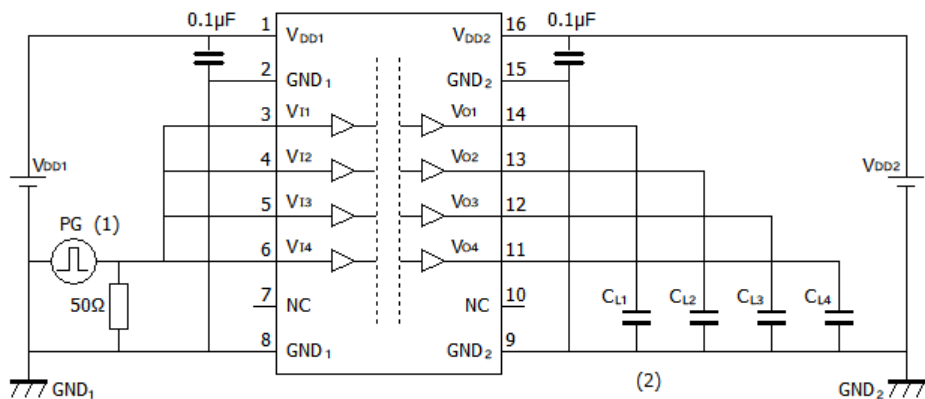 0.1μF 1 16 0.1μF
VDD1 VDD2
2 15
GND1 GND2
3 VI1 VO1 14
4 VI2 VO2 13
VDD1 VDD2
5 VI3 VO3 12
PG (1)
6 VI4 VO4 11
50Ω 7 NC NC 10 CL1 CL2 CL3 CL4
8 GND1 GND2 9
GND1 (2) GND2